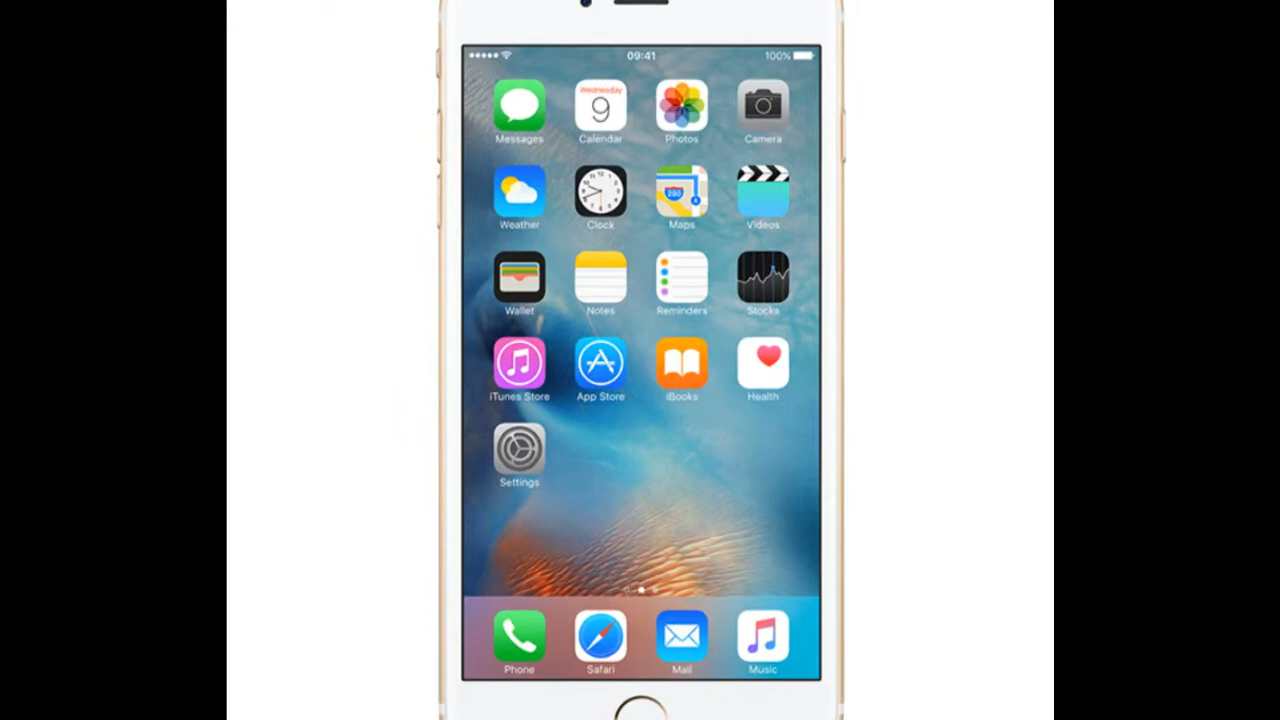 09:41 100%
Wednesday
9
Messages Calendar Photos Camera
280
Weather Clock Maps Videos
Wallet Notes Reminders Stocks
iTunes Store App Store iBooks Health
Settings
Phone Safari Mail Music